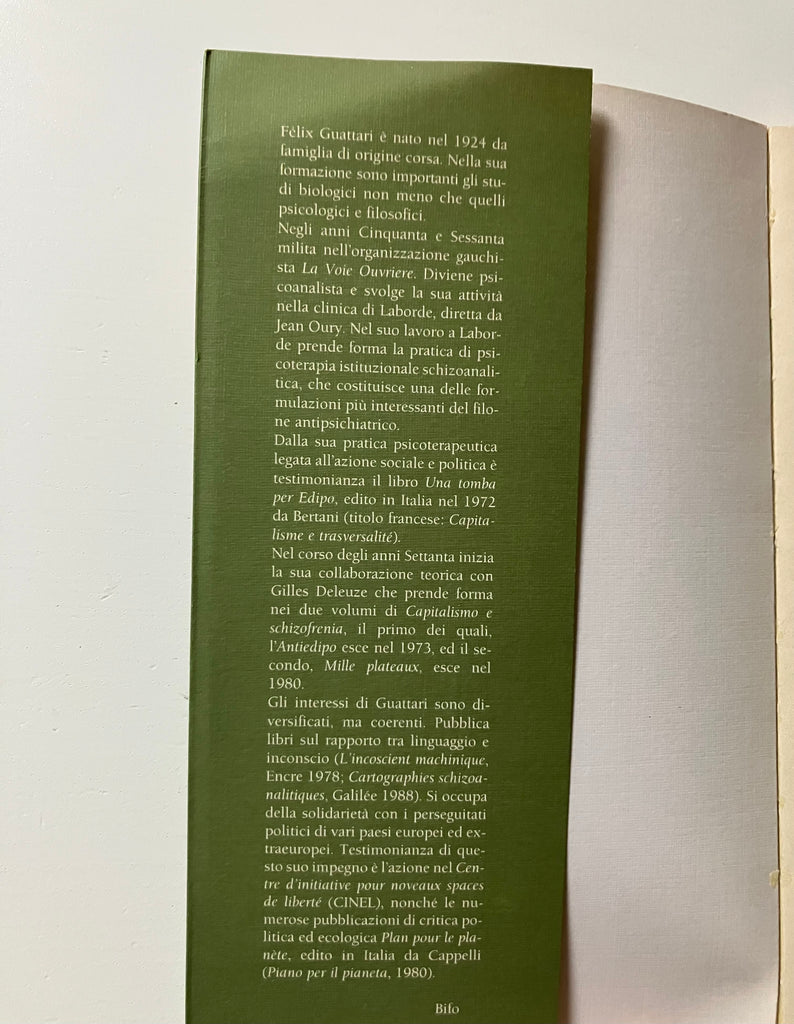 Fèlix Guattari è nato nel 1924 da
famiglia di origine corsa. Nella sua
formazione sono importanti gli stu-
di biologici non meno che quelli
psicologici e filosofici.
Negli anni Cinquanta e Sessanta
milita nell'organizzazione gauchi-
sta La Voie Ouvriere. Diviene psi-
coanalista e svolge la sua attività
nella clinica di Laborde, diretta da
Jean Oury. Nel suo lavoro a Labor-
de prende forma la pratica di psi-
coterapia istituzionale schizoanali-
tica, che costituisce una delle for-
mulazioni più interessanti del filo-
ne antipsichiatrico.
Dalla sua pratica psicoterapeutica
legata all'azione sociale e politica è
testimonianza il libro Una tomba
per Edipo, edito in Italia nel 1972
da Bertani (titolo francese: Capita-
lisme e trasversalité).
Nel corso degli anni Settanta inizia
la sua collaborazione teorica con
Gilles Deleuze che prende forma
nei due volumi di Capitalismo e
schizofrenia, il primo dei quali,
l'Antiedipo esce nel 1973, ed il se-
condo, Mille plateaux, esce nel
1980.
Gli interessi di Guattari sono di-
versificati, ma coerenti. Pubblica
libri sul rapporto tra linguaggio e
inconscio (L'incoscient machinique,
Encre 1978; Cartographies schizoa-
nalitiques, Galilée 1988). Si occupa
della solidarietà con i perseguitati
politici di vari paesi europei ed ex-
traeuropei. Testimonianza di que-
sto suo impegno è l'azione nel Cen-
tre d'initiative pour noveaux spaces
de liberté (CINEL), nonché le nu-
merose pubblicazioni di critica po-
litica ed ecologica Plan pour le pla-
nète, edito in Italia da Cappelli
(Piano per il pianeta, 1980).
Bifo